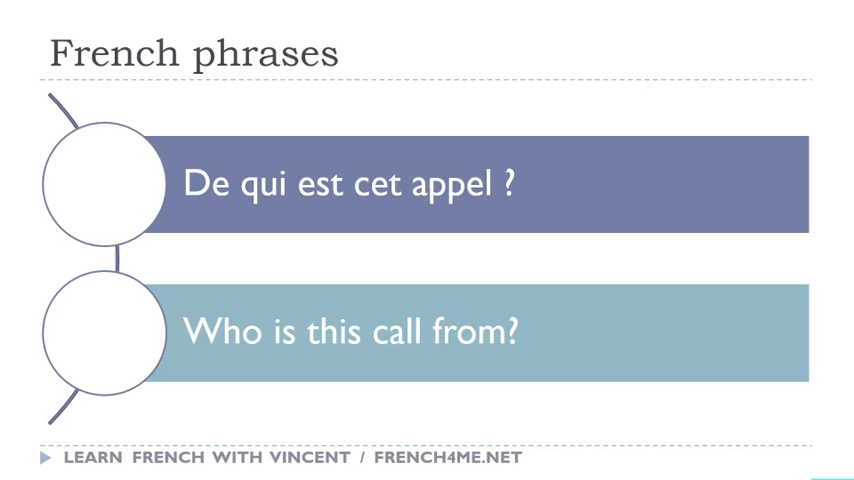 French phrases
De qui est cet appel ?
Who is this call from?
LEARN FRENCH WITH VINCENT / FRENCH4ME.NET